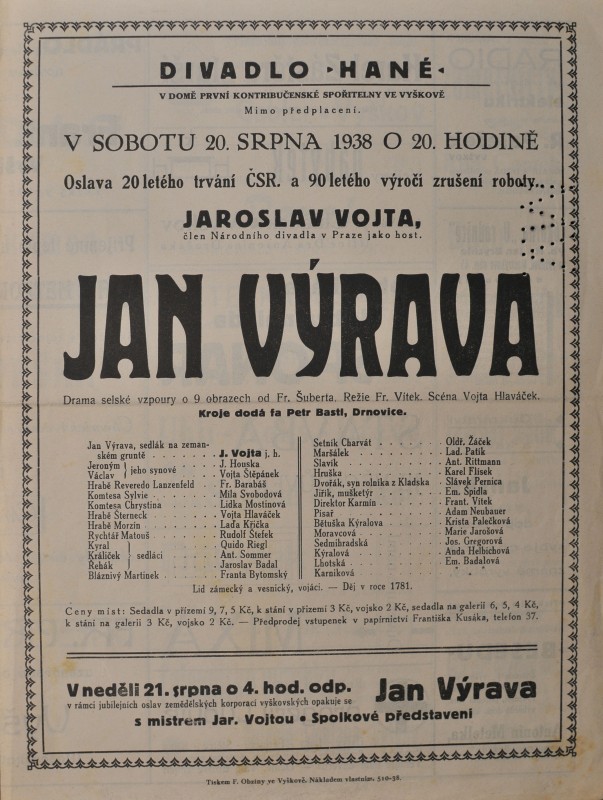 DIVADLO ·HANÉ·
V DOMĚ PRVNÍ KONTRIBUČENSKÉ SPOŘITELNY VE VYŠKOVĚ
Mimo předplacení.
V SOBOTU 20. SRPNA 1938 O 20. HODINĚ
Oslava 20letého trvání ČSR. a 90letého výročí zrušení roboty.
JAROSLAV VOJTA,
člen Národního divadla v Praze jako host.
JAN VÝRAVA
Drama selské vzpoury o 9 obrazech od Fr. Šuberta. Režie Fr. Vítek. Scéna Vojta Hlaváček.
Kroje dodá fa Petr Bastl, Drnovice.
Jan Výrava, sedlák na zeman-
ském gruntě . . . . . . J. Vojta j. h.
Jeroným } jeho synové . . . J. Houska
Václav } jeho synové . . . Vojta Štěpánek
Hrabě Reveredo Lanzenfeld . Fr. Barabáš
Komtesa Sylvie . . . . . Míla Svobodová
Komtesa Chrystina . . . . Lidka Mostinová
Hrabě Šterneck . . . . . Vojta Hlaváček
Hrabě Morzin . . . . . . Laďa Křička
Rychtář Matouš . . . . . Rudolf Štefek
Kyral } . . . . . Quido Riegl
Králíček } sedláci . . . . Ant. Sommer
Řehák } . . . . . Jaroslav Badal
Bláznivý Martinek . . . . Franta Bytomský
Setník Charvát . . . . . Oldř. Žáček
Maršálek . . . . . . . Lad. Patik
Slavík . . . . . . . . Ant. Rittmann
Hruška . . . . . . . . Karel Flísek
Dvořák, syn rolníka z Kladska . Slávek Pernica
Jiřík, mušketýr . . . . . Em. Špidla
Direktor Karmín . . . . . Frant. Vítek
Písař . . . . . . . . Adam Neubauer
Bětuška Kýralova . . . . . Krista Palečková
Moravcová . . . . . . . Marie Jarošová
Sedmihradská . . . . . . Jos. Gregorová
Kýralová . . . . . . . Anda Helbichová
Lhotská . . . . . . . Em. Badalová
Karníková . . . . . . . " "
Lid zámecký a vesnický, vojáci. — Děj v roce 1781.
Ceny míst: Sedadla v přízemí 9, 7, 5 Kč, k stání v přízemí 3 Kč, vojsko 2 Kč, sedadla na galerii 6, 5, 4 Kč,
k stání na galerii 3 Kč, vojsko 2 Kč. — Předprodej vstupenek v papírnictví Františka Kusáka, telefon 37.
V neděli 21. srpna o 4. hod. odp.
v rámci jubilejních oslav zemědělských korporací vyškovských opakuje se
Jan Výrava
s mistrem Jar. Vojtou • Spolkové představení
Tiskem F. Obatny ve Vyškově. Nákladem vlastním. 510-38.